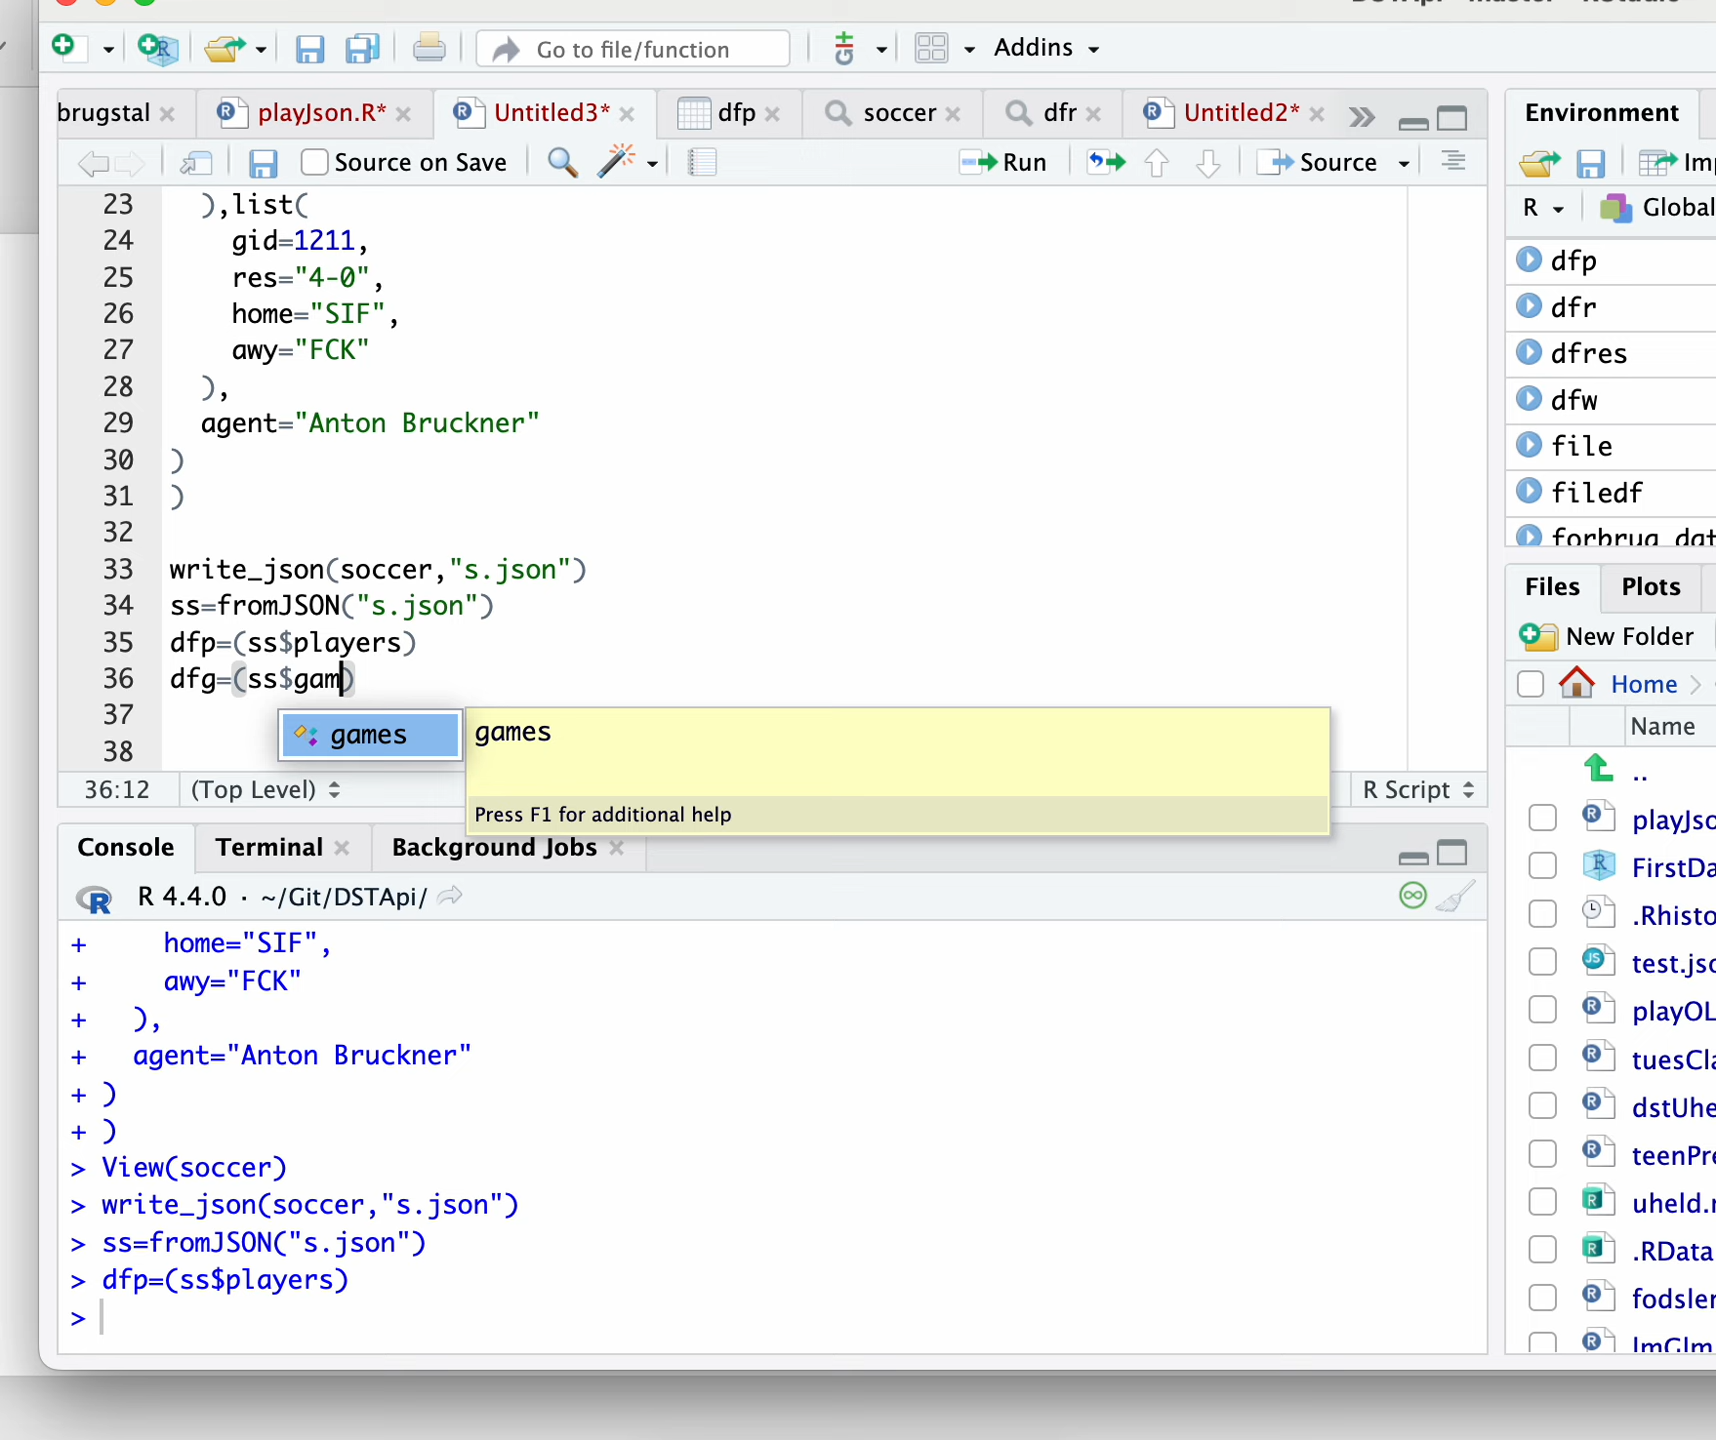 Go to file/function
Addins
brugstal
playJson.R*
Untitled3*
dfp
soccer
dfr
Untitled2*
Source on Save
Run
Source
23 ),list(
24 gid=1211,
25 res="4-0",
26 home="SIF",
27 awy="FCK"
28 ),
29 agent="Anton Bruckner"
30 )
31 )
32
33 write_json(soccer,"s.json")
34 ss=fromJSON("s.json")
35 dfp=(ss$players)
36 dfg=(ss$gam)
37
38
games
games
Press F1 for additional help
36:12
(Top Level)
R Script
Console
Terminal
Background Jobs
R 4.4.0 · ~/Git/DSTApi/
+ home="SIF",
+ awy="FCK"
+ ),
+ agent="Anton Bruckner"
+ )
+ )
> View(soccer)
> write_json(soccer,"s.json")
> ss=fromJSON("s.json")
> dfp=(ss$players)
>
Environment
Im
R
Global
dfp
dfr
dfres
dfw
file
filedf
forbrug_dat
Files
Plots
New Folder
Home
Name
..
playJso
FirstDa
.Rhisto
test.jso
playOL
tuesCla
dstUhe
teenPre
uheld.r
.RData
fodsler
lmGlm